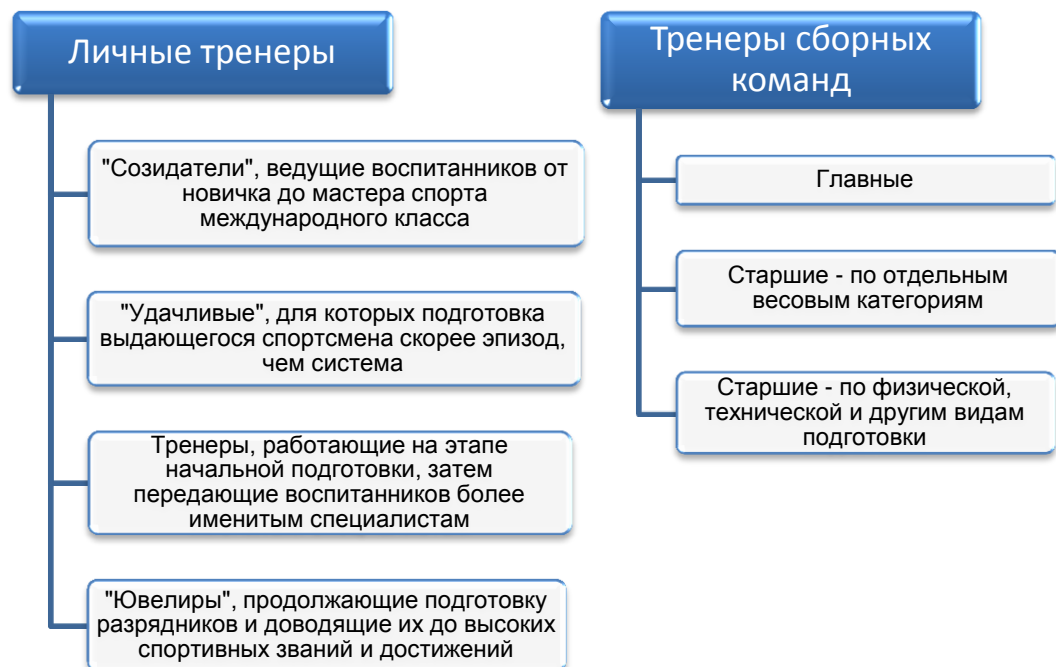 Личные тренеры
"Созидатели", ведущие воспитанников от
новичка до мастера спорта
международного класса
"Удачливые", для которых подготовка
выдающегося спортсмена скорее эпизод,
чем система
Тренеры, работающие на этапе
начальной подготовки, затем
передающие воспитанников более
именитым специалистам
"Ювелиры", продолжающие подготовку
разрядников и доводящие их до высоких
спортивных званий и достижений
Тренеры сборных
команд
Главные
Старшие - по отдельным
весовым категориям
Старшие - по физической,
технической и другим видам
подготовки